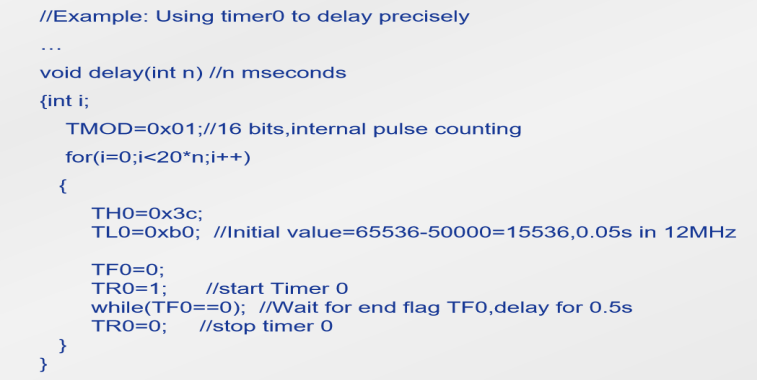 //Example: Using timer0 to delay precisely
...
void delay(int n) //n mseconds
{int i;
TMOD=0x01;//16 bits,internal pulse counting
for(i=0;i<20*n;i++)
{
TH0=0x3c;
TL0=0xb0; //Initial value=65536-50000=15536,0.05s in 12MHz
TF0=0;
TR0=1; //start Timer 0
while(TF0==0); //Wait for end flag TF0,delay for 0.5s
TR0=0; //stop timer 0
}
}